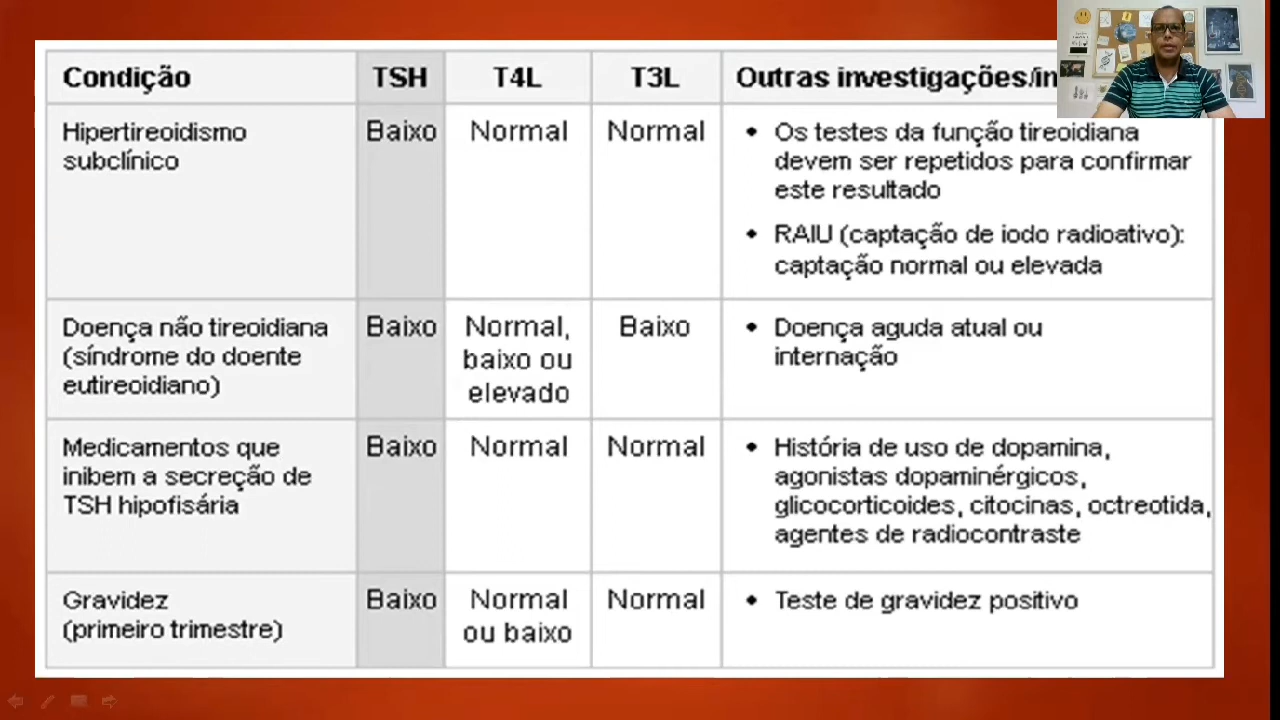 Condição
TSH
T4L
T3L
Outras investigações/in
Hipertireoidismo
subclínico
Baixo
Normal
Normal
• Os testes da função tireoidiana
devem ser repetidos para confirmar
este resultado
• RAIU (captação de iodo radioativo):
captação normal ou elevada
Doença não tireoidiana
(síndrome do doente
eutireoidiano)
Baixo
Normal,
baixo ou
elevado
Baixo
• Doença aguda atual ou
internação
Medicamentos que
inibem a secreção de
TSH hipofisária
Baixo
Normal
Normal
• História de uso de dopamina,
agonistas dopaminérgicos,
glicocorticoides, citocinas, octreotida,
agentes de radiocontraste
Gravidez
(primeiro trimestre)
Baixo
Normal
ou baixo
Normal
• Teste de gravidez positivo